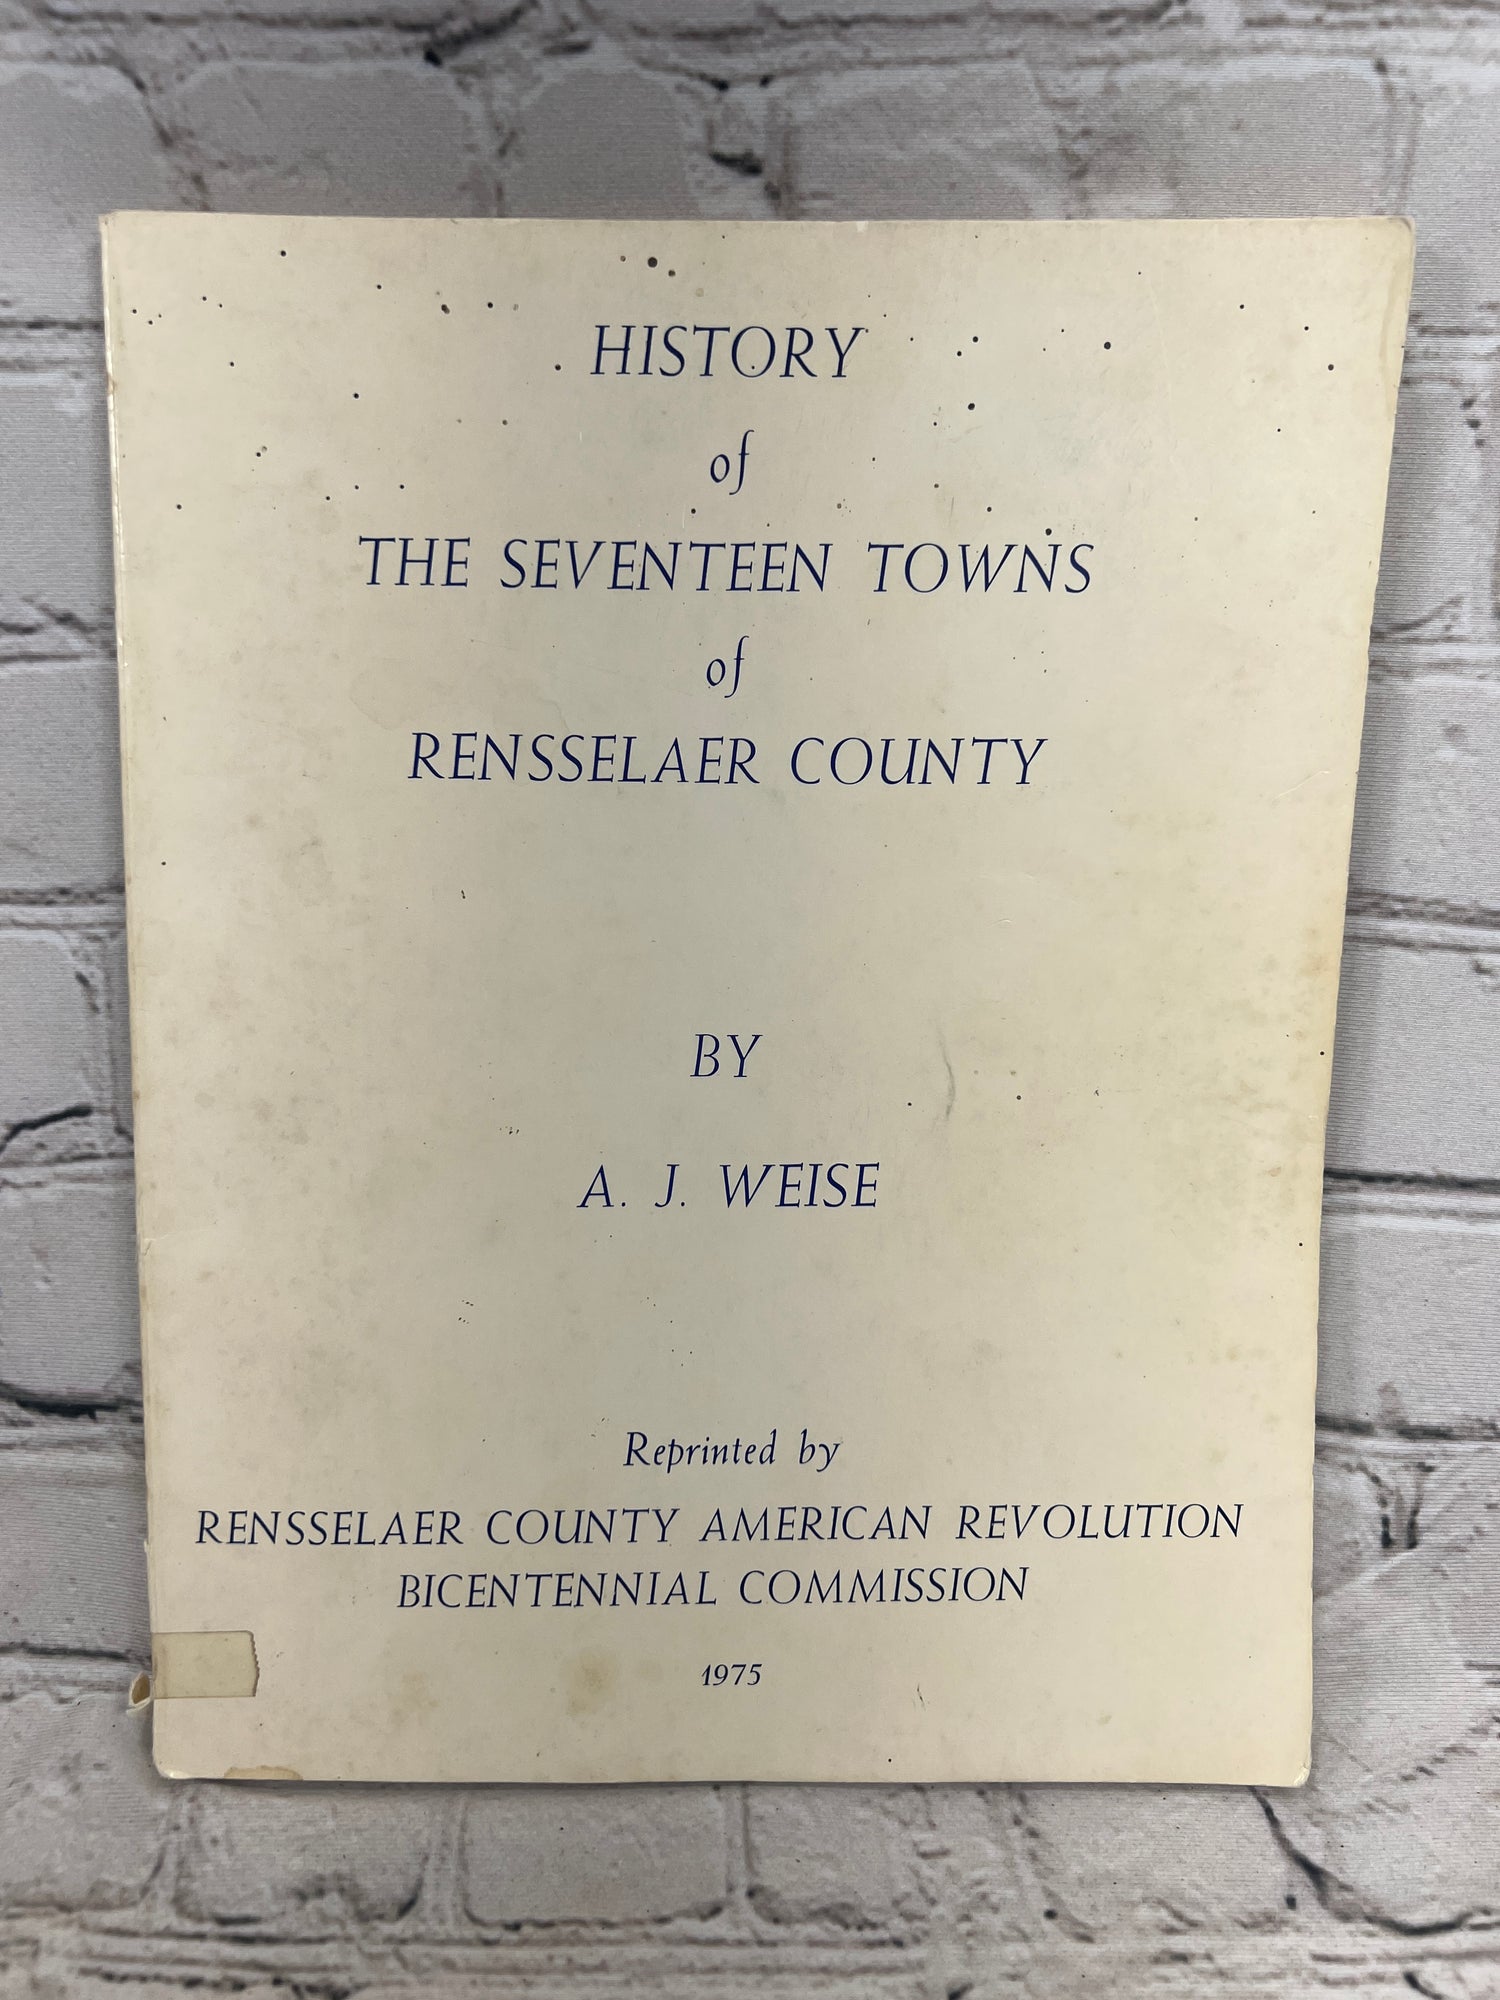 HISTORY
of
THE SEVENTEEN TOWNS
of
RENSSELAER COUNTY
BY
A. J. WEISE
Reprinted by
RENSSELAER COUNTY AMERICAN REVOLUTION
BICENTENNIAL COMMISSION
1975